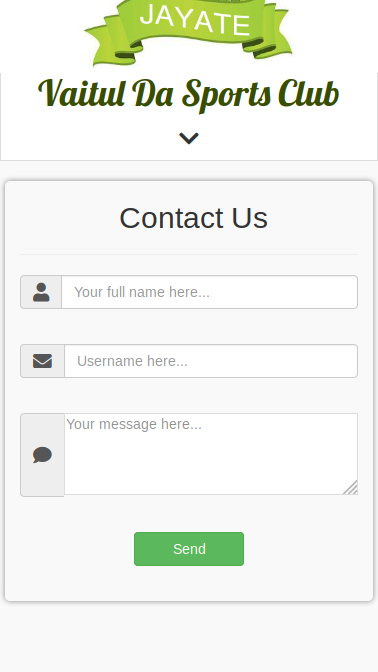 JAYATE
Vaitul Da Sports Club
Contact Us
Your full name here...
Username here...
Your message here...
Send